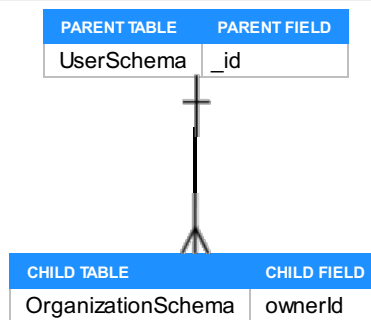 PARENT TABLE PARENT FIELD
UserSchema _id
CHILD TABLE CHILD FIELD
OrganizationSchema ownerId